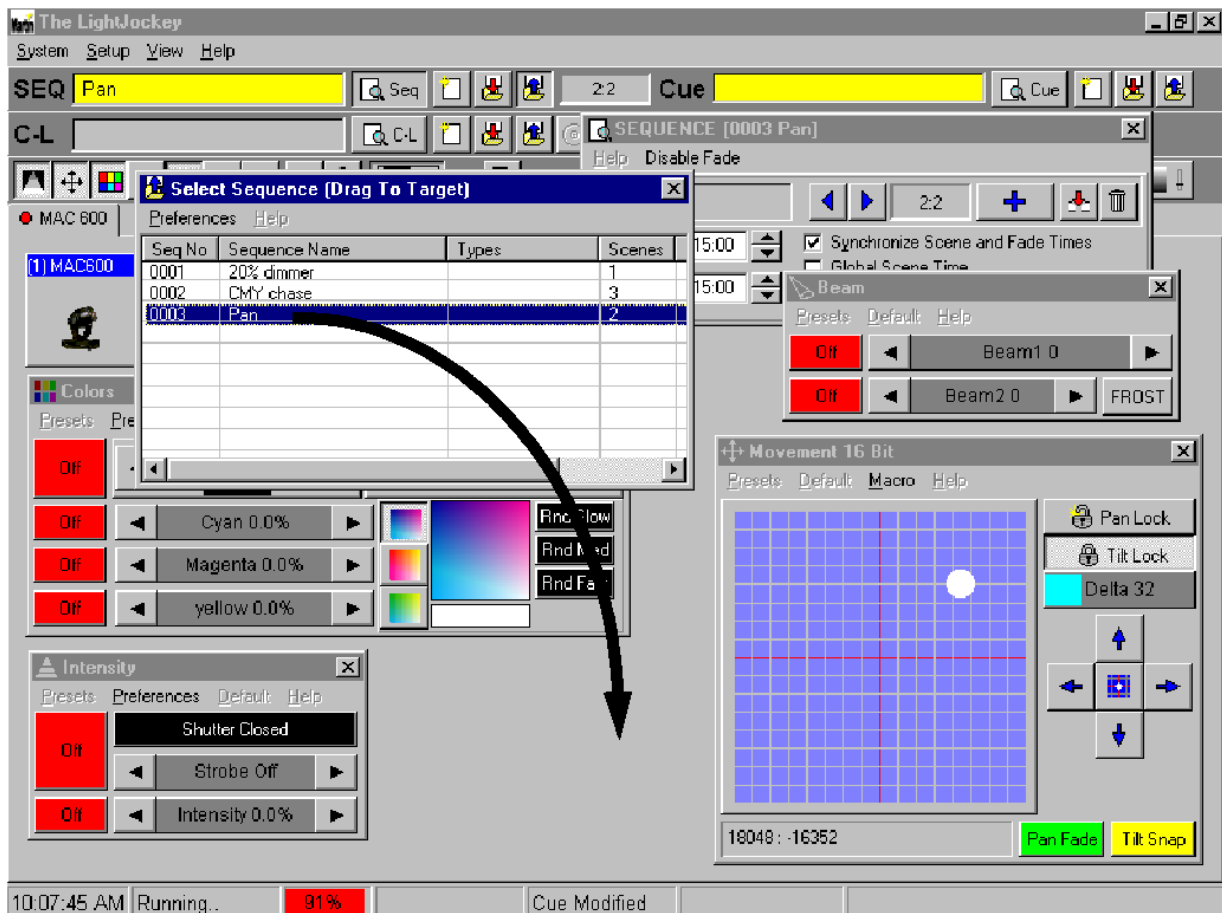 The LightJockey
System Setup View Help
SEQ Pan Seq 2:2 Cue Cue
C-L C-L
SEQUENCE [0003 Pan]
Help Disable Fade
2:2
15:00 Synchronize Scene and Fade Times
Global Scene Time
15:00
MAC 600
(1) MAC600
Select Sequence (Drag To Target)
Preferences Help
Seq No Sequence Name Types Scenes
0001 20% dimmer 1
0002 CMY chase 3
0003 Pan 2
Beam
Presets Default Help
Off Beam1 0
Off Beam2 0 FROST
Colors
Presets
Off
Off Cyan 0.0% Rnd Slow
Off Magenta 0.0% Rnd Med
Off yellow 0.0% Rnd
Movement 16 Bit
Presets Default Macro Help
Pan Lock
Tilt Lock
Delta 32
18048 : -16352 Pan Fade Tilt Snap
Intensity
Presets Preferences Default Help
Off Shutter Closed
Strobe Off
Off Intensity 0.0%
10:07:45 AM Running.. 91% Cue Modified